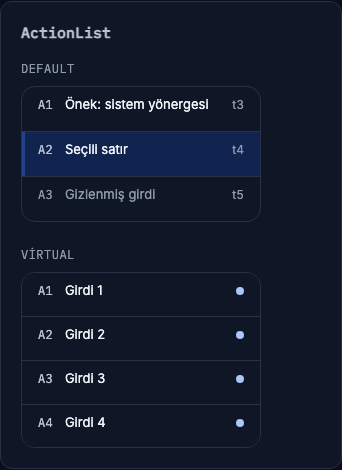 ActionList
DEFAULT
A1 Önek: sistem yönergesi t3
A2 Seçili satır t4
A3 Gizlenmiş girdi t5
VİRTUAL
A1 Girdi 1
A2 Girdi 2
A3 Girdi 3
A4 Girdi 4